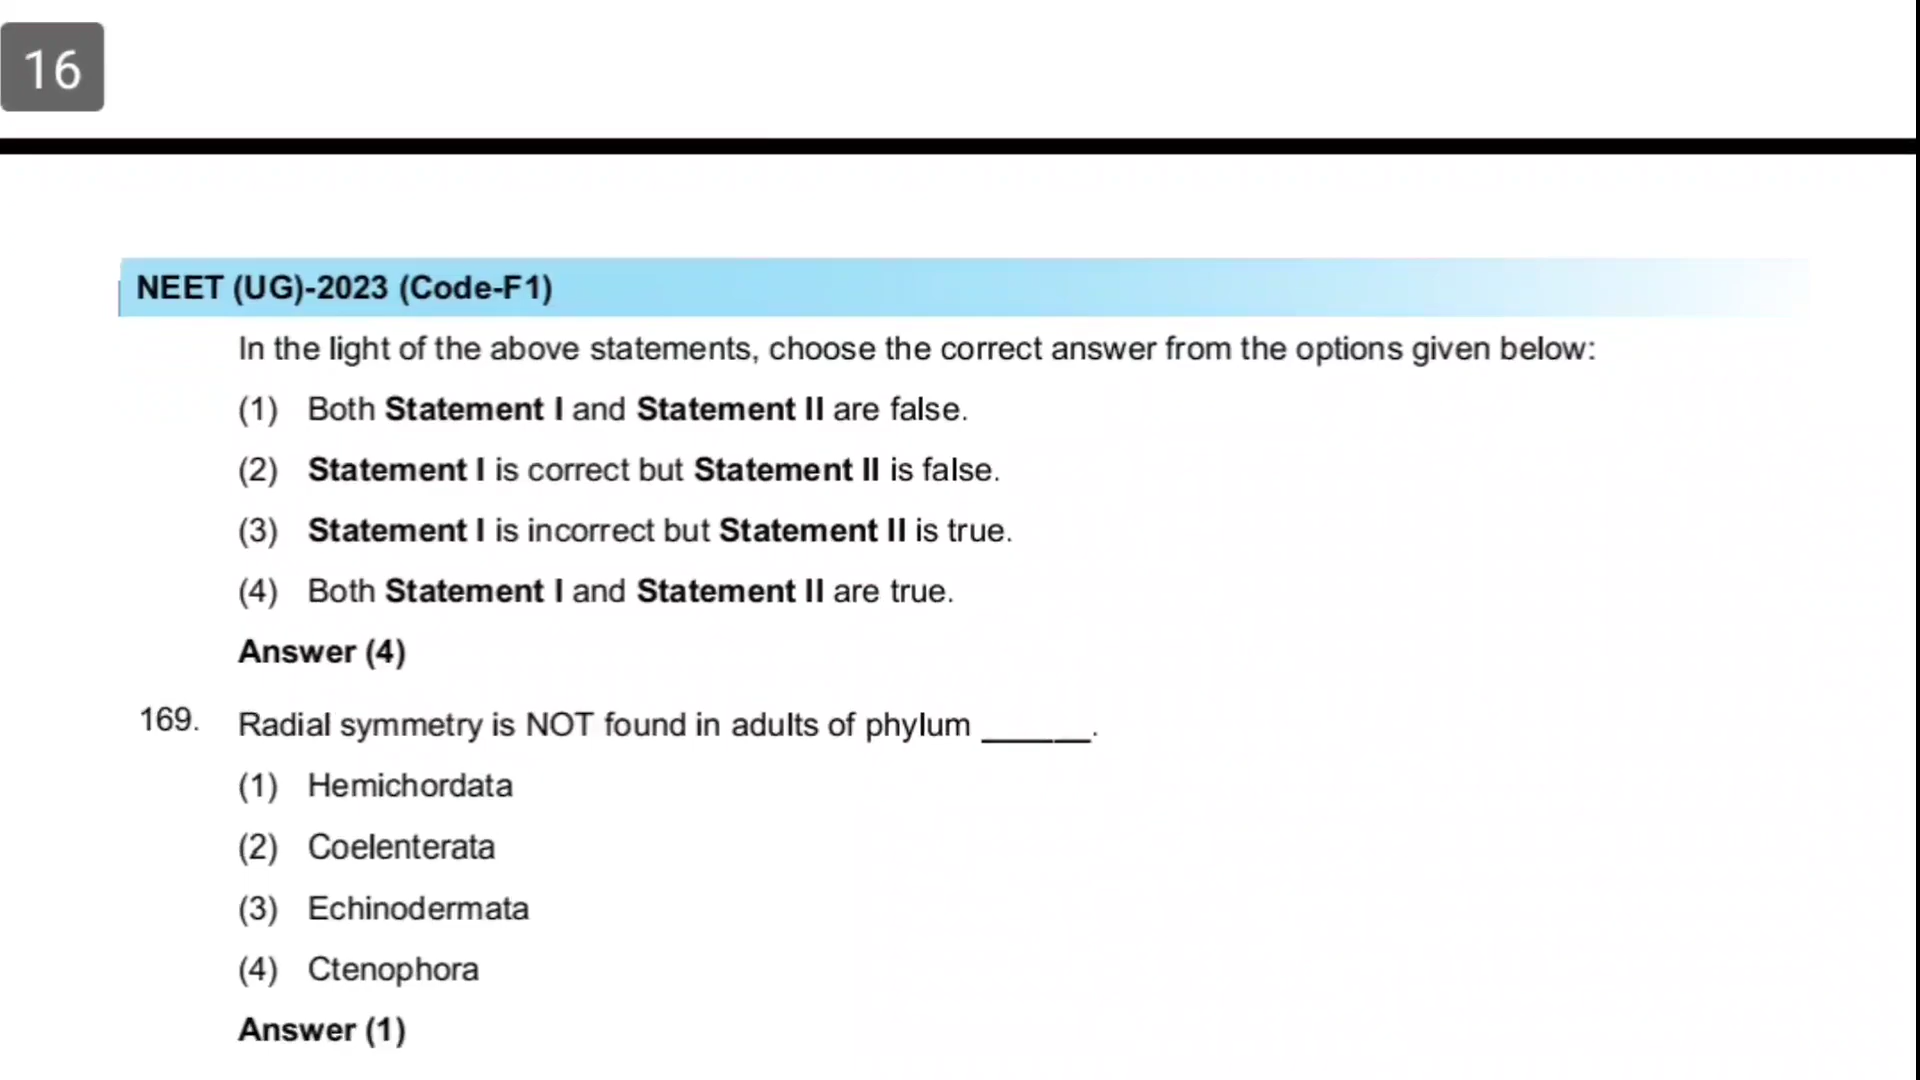 16
NEET (UG)-2023 (Code-F1)
In the light of the above statements, choose the correct answer from the options given below:
(1) Both Statement I and Statement II are false.
(2) Statement I is correct but Statement II is false.
(3) Statement I is incorrect but Statement II is true.
(4) Both Statement I and Statement II are true.
Answer (4)
169. Radial symmetry is NOT found in adults of phylum ______.
(1) Hemichordata
(2) Coelenterata
(3) Echinodermata
(4) Ctenophora
Answer (1)